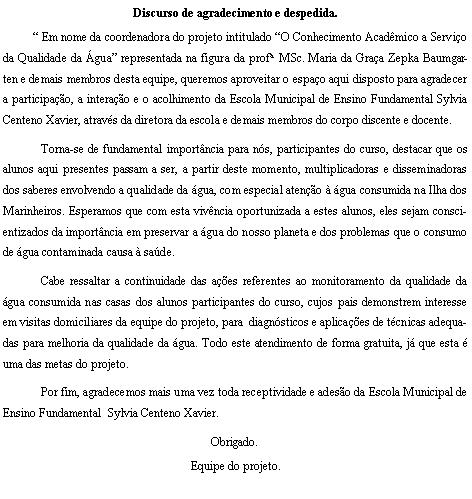 Discurso de agradecimento e despedida.
“ Em nome da coordenadora do projeto intitulado “O Conhecimento Acadêmico a Serviço
da Qualidade da Água” representada na figura da profª MSc. Maria da Graça Zepka Baumgar-
ten e demais membros desta equipe, queremos aproveitar o espaço aqui disposto para agradecer
a participação, a interação e o acolhimento da Escola Municipal de Ensino Fundamental Sylvia
Centeno Xavier, através da diretora da escola e demais membros do corpo discente e docente.
Torna-se de fundamental importância para nós, participantes do curso, destacar que os
alunos aqui presentes passam a ser, a partir deste momento, multiplicadoras e disseminadoras
dos saberes envolvendo a qualidade da água, com especial atenção à água consumida na Ilha dos
Marinheiros. Esperamos que com esta vivência oportunizada a estes alunos, eles sejam consci-
entizados da importância em preservar a água do nosso planeta e dos problemas que o consumo
de água contaminada causa à saúde.
Cabe ressaltar a continuidade das ações referentes ao monitoramento da qualidade da
água consumida nas casas dos alunos participantes do curso, cujos pais demonstrem interesse
em visitas domiciliares da equipe do projeto, para diagnósticos e aplicações de técnicas adequa-
das para melhoria da qualidade da água. Todo este atendimento de forma gratuita, já que esta é
uma das metas do projeto.
Por fim, agradecemos mais uma vez toda receptividade e adesão da Escola Municipal de
Ensino Fundamental Sylvia Centeno Xavier.
Obrigado.
Equipe do projeto.